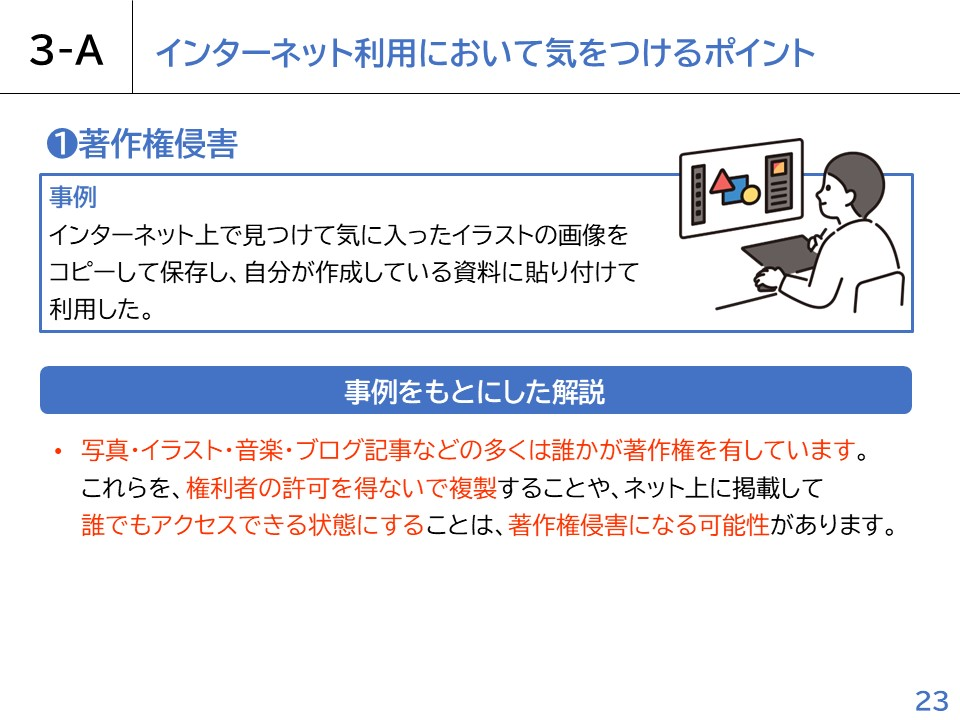 3-A
インターネット利用において気をつけるポイント
❶著作権侵害
事例
インターネット上で見つけて気に入ったイラストの画像を
コピーして保存し、自分が作成している資料に貼り付けて
利用した。
事例をもとにした解説
• 写真・イラスト・音楽・ブログ記事などの多くは誰かが著作権を有しています。
これらを、権利者の許可を得ないで複製することや、ネット上に掲載して
誰でもアクセスできる状態にすることは、著作権侵害になる可能性があります。
23